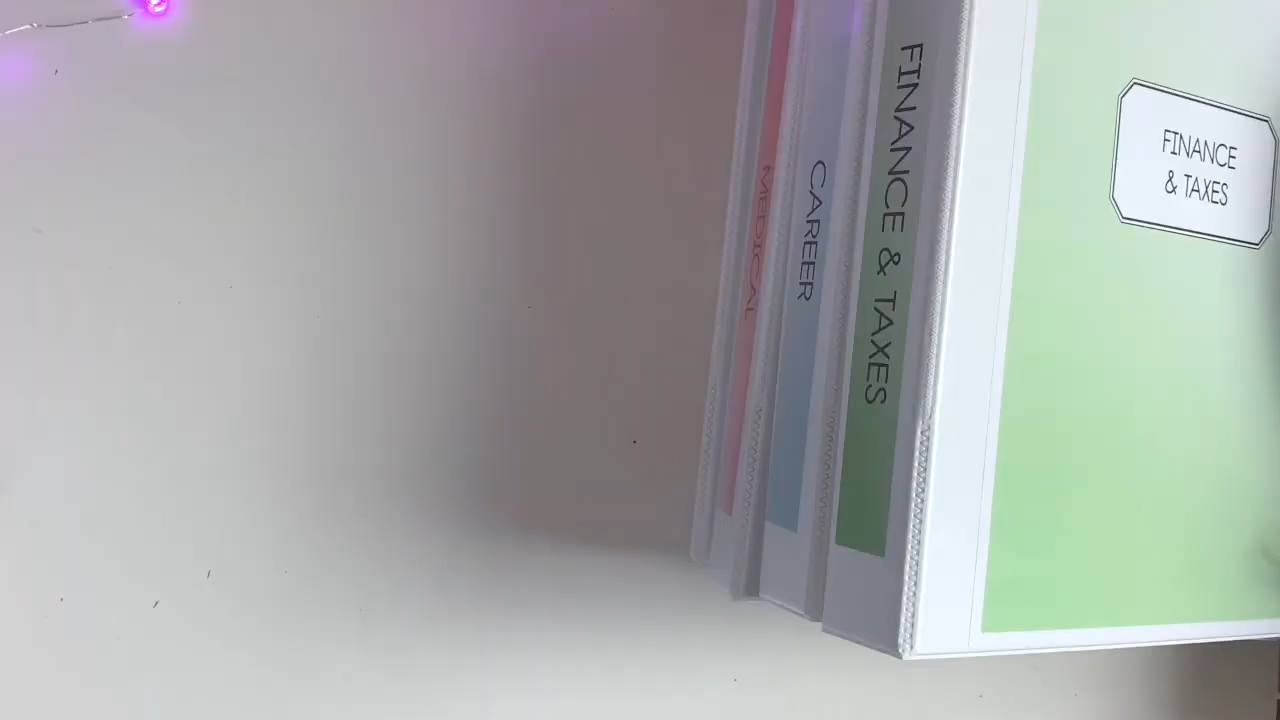 MEDICAL
CAREER
FINANCE & TAXES
FINANCE
& TAXES